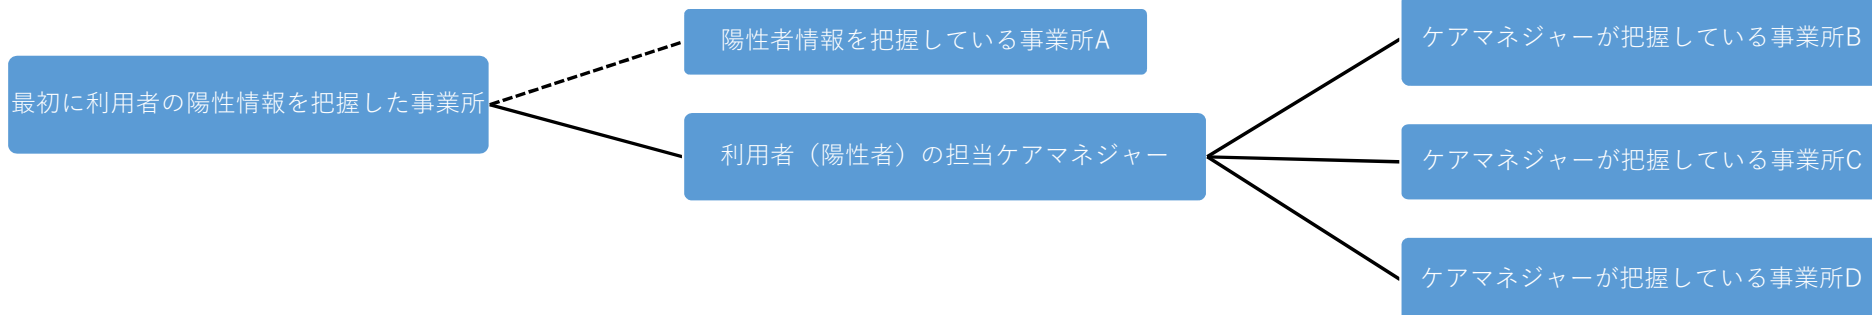 最初に利用者の陽性情報を把握した事業所
陽性者情報を把握している事業所A
利用者（陽性者）の担当ケアマネジャー
ケアマネジャーが把握している事業所B
ケアマネジャーが把握している事業所C
ケアマネジャーが把握している事業所D